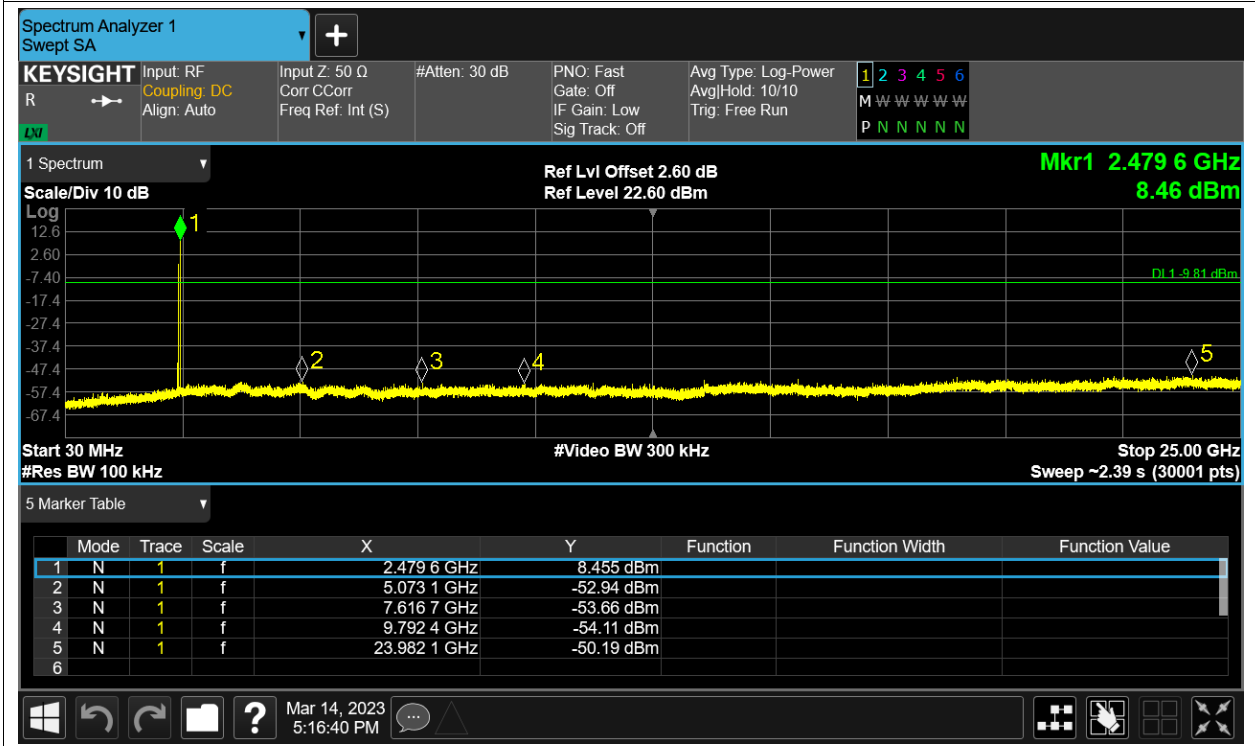 Spectrum Analyzer 1
Swept SA
+
KEYSIGHT
R
LXI
Input: RF
Coupling: DC
Align: Auto
Input Z: 50 Ω
Corr CCorr
Freq Ref: Int (S)
#Atten: 30 dB
PNO: Fast
Gate: Off
IF Gain: Low
Sig Track: Off
Avg Type: Log-Power
Avg|Hold: 10/10
Trig: Free Run
1 2 3 4 5 6
M W W W W W
P N N N N N
1 Spectrum
Scale/Div 10 dB
Ref Lvl Offset 2.60 dB
Ref Level 22.60 dBm
Mkr1 2.479 6 GHz
8.46 dBm
Log
12.6
2.60
-7.40
-17.4
-27.4
-37.4
-47.4
-57.4
-67.4
1
2
3
4
5
DL1 -9.81 dBm
Start 30 MHz
#Res BW 100 kHz
#Video BW 300 kHz
Stop 25.00 GHz
Sweep ~2.39 s (30001 pts)
5 Marker Table
Mode Trace Scale X Y Function Function Width Function Value
1 N 1 f 2.479 6 GHz 8.455 dBm
2 N 1 f 5.073 1 GHz -52.94 dBm
3 N 1 f 7.616 7 GHz -53.66 dBm
4 N 1 f 9.792 4 GHz -54.11 dBm
5 N 1 f 23.982 1 GHz -50.19 dBm
6
?
Mar 14, 2023
5:16:40 PM